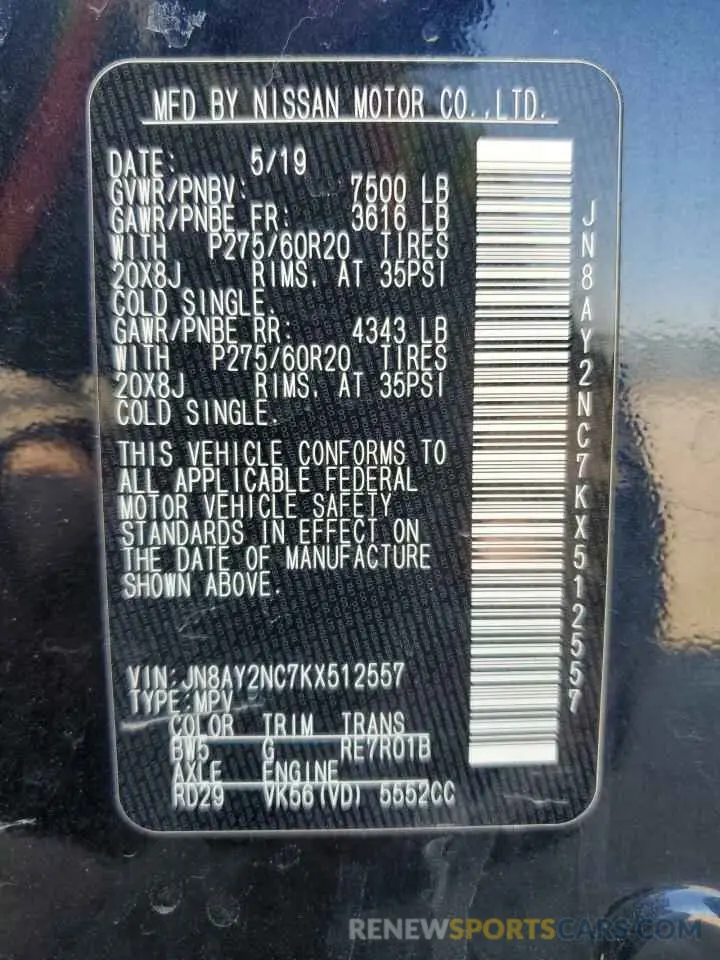 MFD BY NISSAN MOTOR CO.,LTD.
DATE: 5/19
GVWR/PNBV: 7500 LB
GAWR/PNBE FR: 3616 LB
WITH P275/60R20 TIRES
20X8J RIMS, AT 35PSI
COLD SINGLE.
GAWR/PNBE RR: 4343 LB
WITH P275/60R20 TIRES
20X8J RIMS, AT 35PSI
COLD SINGLE.
THIS VEHICLE CONFORMS TO
ALL APPLICABLE FEDERAL
MOTOR VEHICLE SAFETY
STANDARDS IN EFFECT ON
THE DATE OF MANUFACTURE
SHOWN ABOVE.
VIN:JN8AY2NC7KX512557
TYPE:MPV
COLOR TRIM TRANS
BW5 G RE7R01B
AXLE ENGINE
RD29 VK56(VD) 5552CC
JN8AY2NC7KX512557
RENEWSPORTSCARS.COM